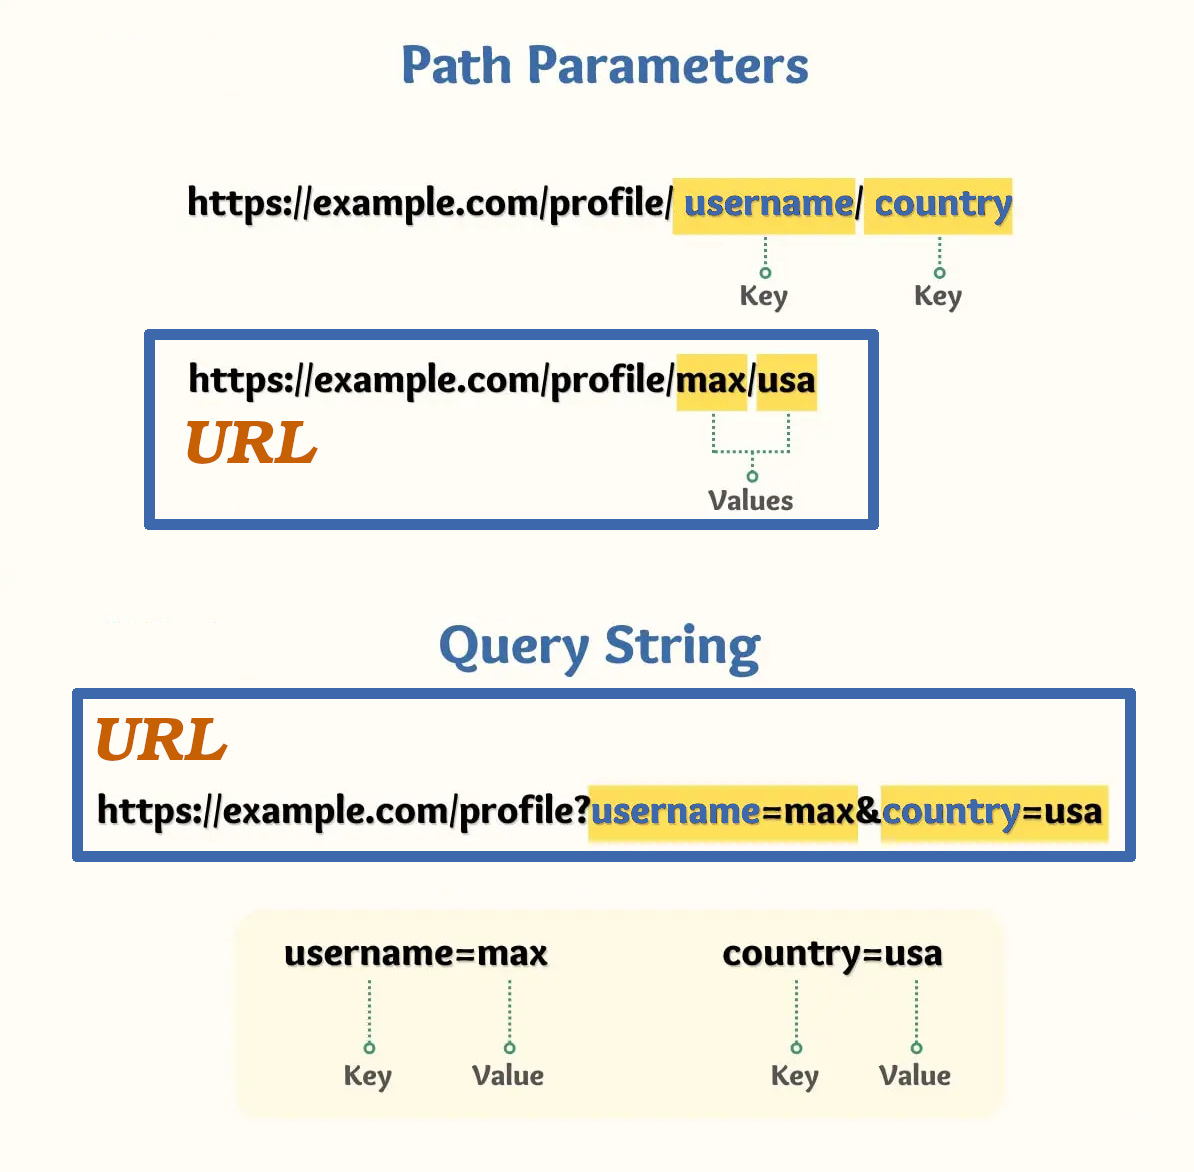 Path Parameters
https://example.com/profile/ username/ country
Key Key
https://example.com/profile/max/usa
URL
Values
Query String
URL
https://example.com/profile?username=max&country=usa
username=max country=usa
Key Value Key Value